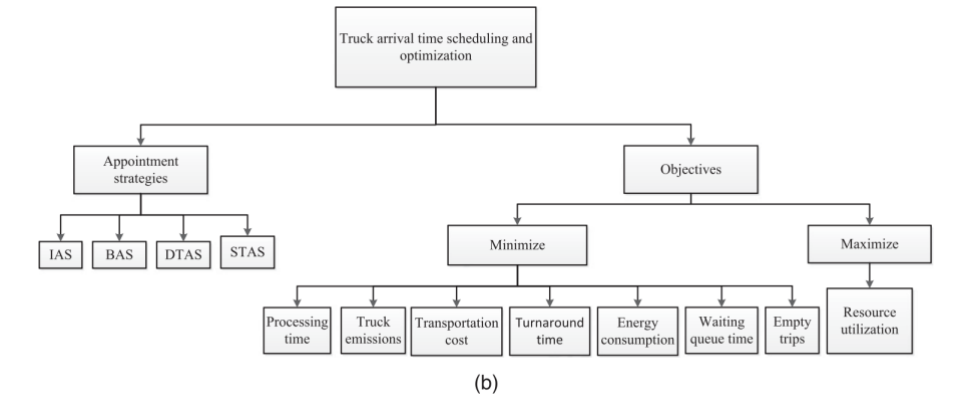 Truck arrival time scheduling and
optimization
Appointment
strategies
Objectives
IAS
BAS
DTAS
STAS
Minimize
Maximize
Processing
time
Truck
emissions
Transportation
cost
Turnaround
time
Energy
consumption
Waiting
queue time
Empty
trips
Resource
utilization
(b)